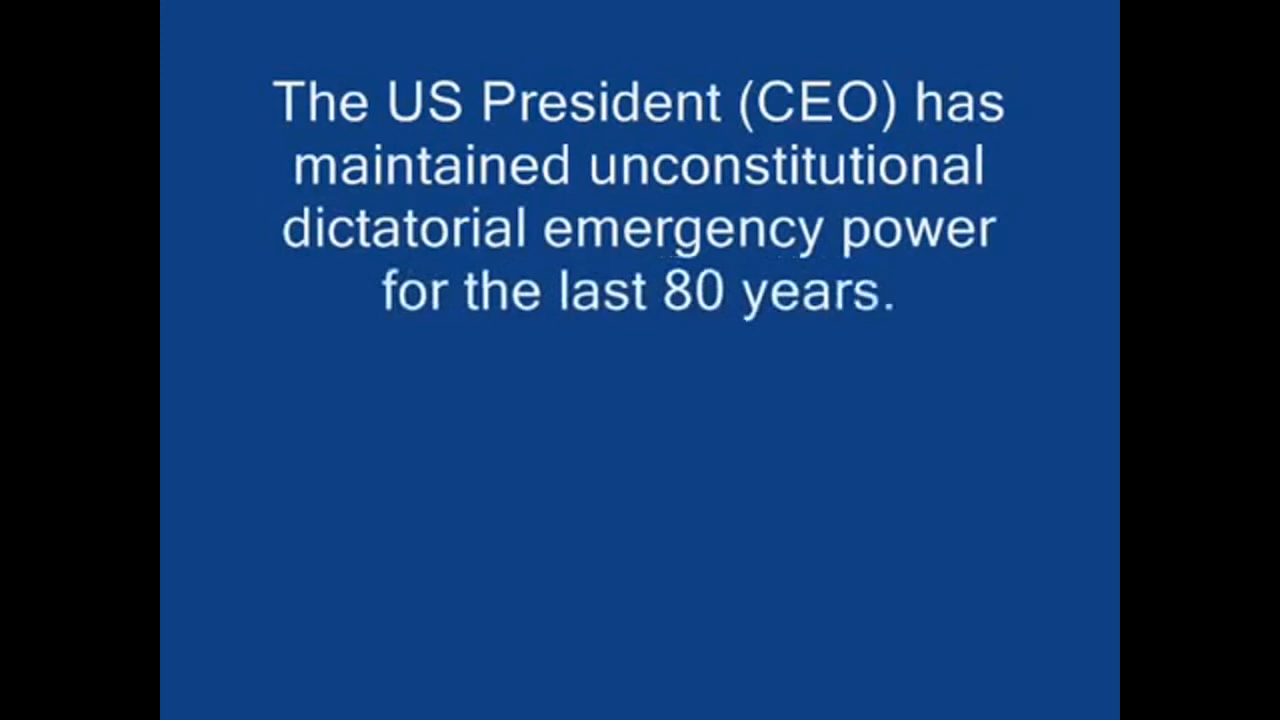 The US President (CEO) has
maintained unconstitutional
dictatorial emergency power
for the last 80 years.